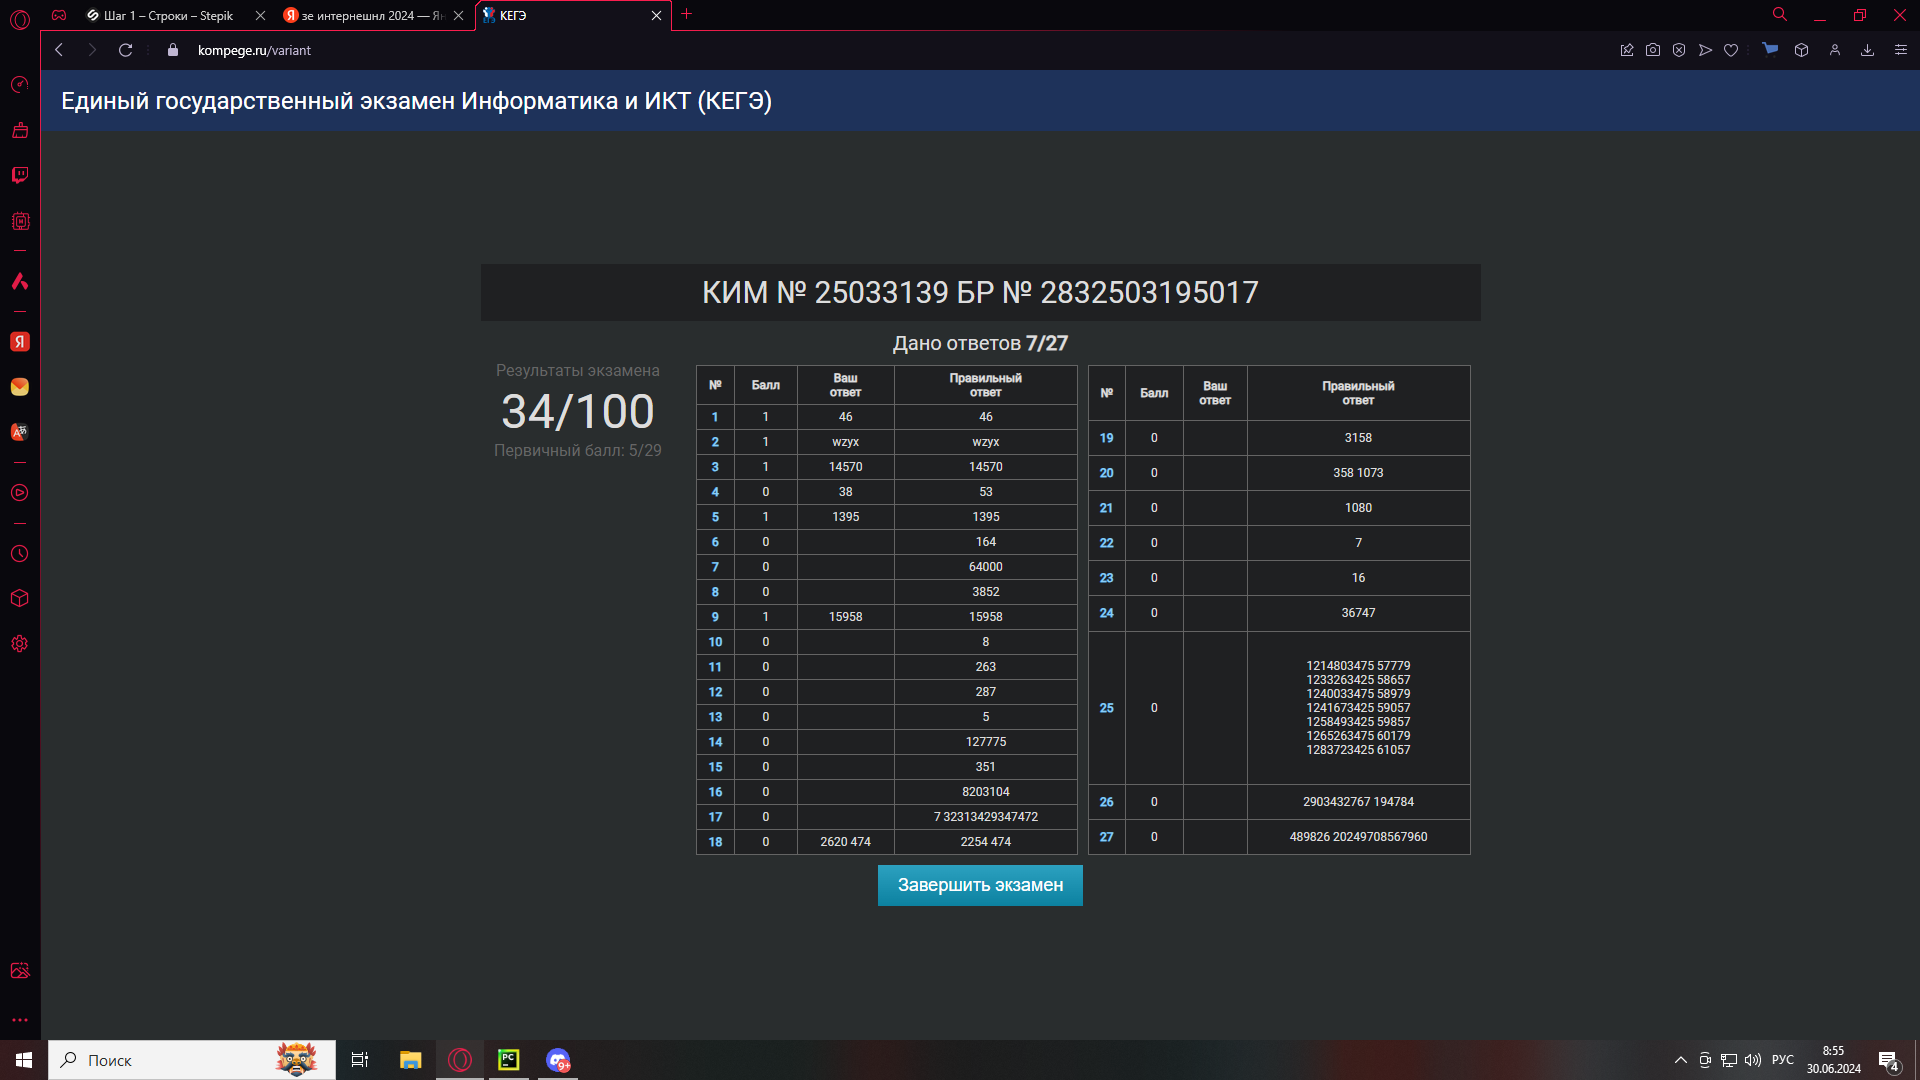 Шаг 1 – Строки – Stepik
зе интернешнл 2024 — Ян
КЕГЭ
kompege.ru/variant
Единый государственный экзамен Информатика и ИКТ (КЕГЭ)
КИМ № 25033139 БР № 2832503195017
Дано ответов 7/27
Результаты экзамена
34/100
Первичный балл: 5/29
№ Балл Ваш ответ Правильный ответ
1 1 46 46
2 1 wzyx wzyx
3 1 14570 14570
4 0 38 53
5 1 1395 1395
6 0 164
7 0 64000
8 0 3852
9 1 15958 15958
10 0 8
11 0 263
12 0 287
13 0 5
14 0 127775
15 0 351
16 0 8203104
17 0 7 32313429347472
18 0 2620 474 2254 474
№ Балл Ваш ответ Правильный ответ
19 0 3158
20 0 358 1073
21 0 1080
22 0 7
23 0 16
24 0 36747
25 0 1214803475 57779
1233263425 58657
1240033475 58979
1241673425 59057
1258493425 59857
1265263475 60179
1283723425 61057
26 0 2903432767 194784
27 0 489826 20249708567960
Завершить экзамен
Поиск
PC
9+
РУС
8:55
30.06.2024
4